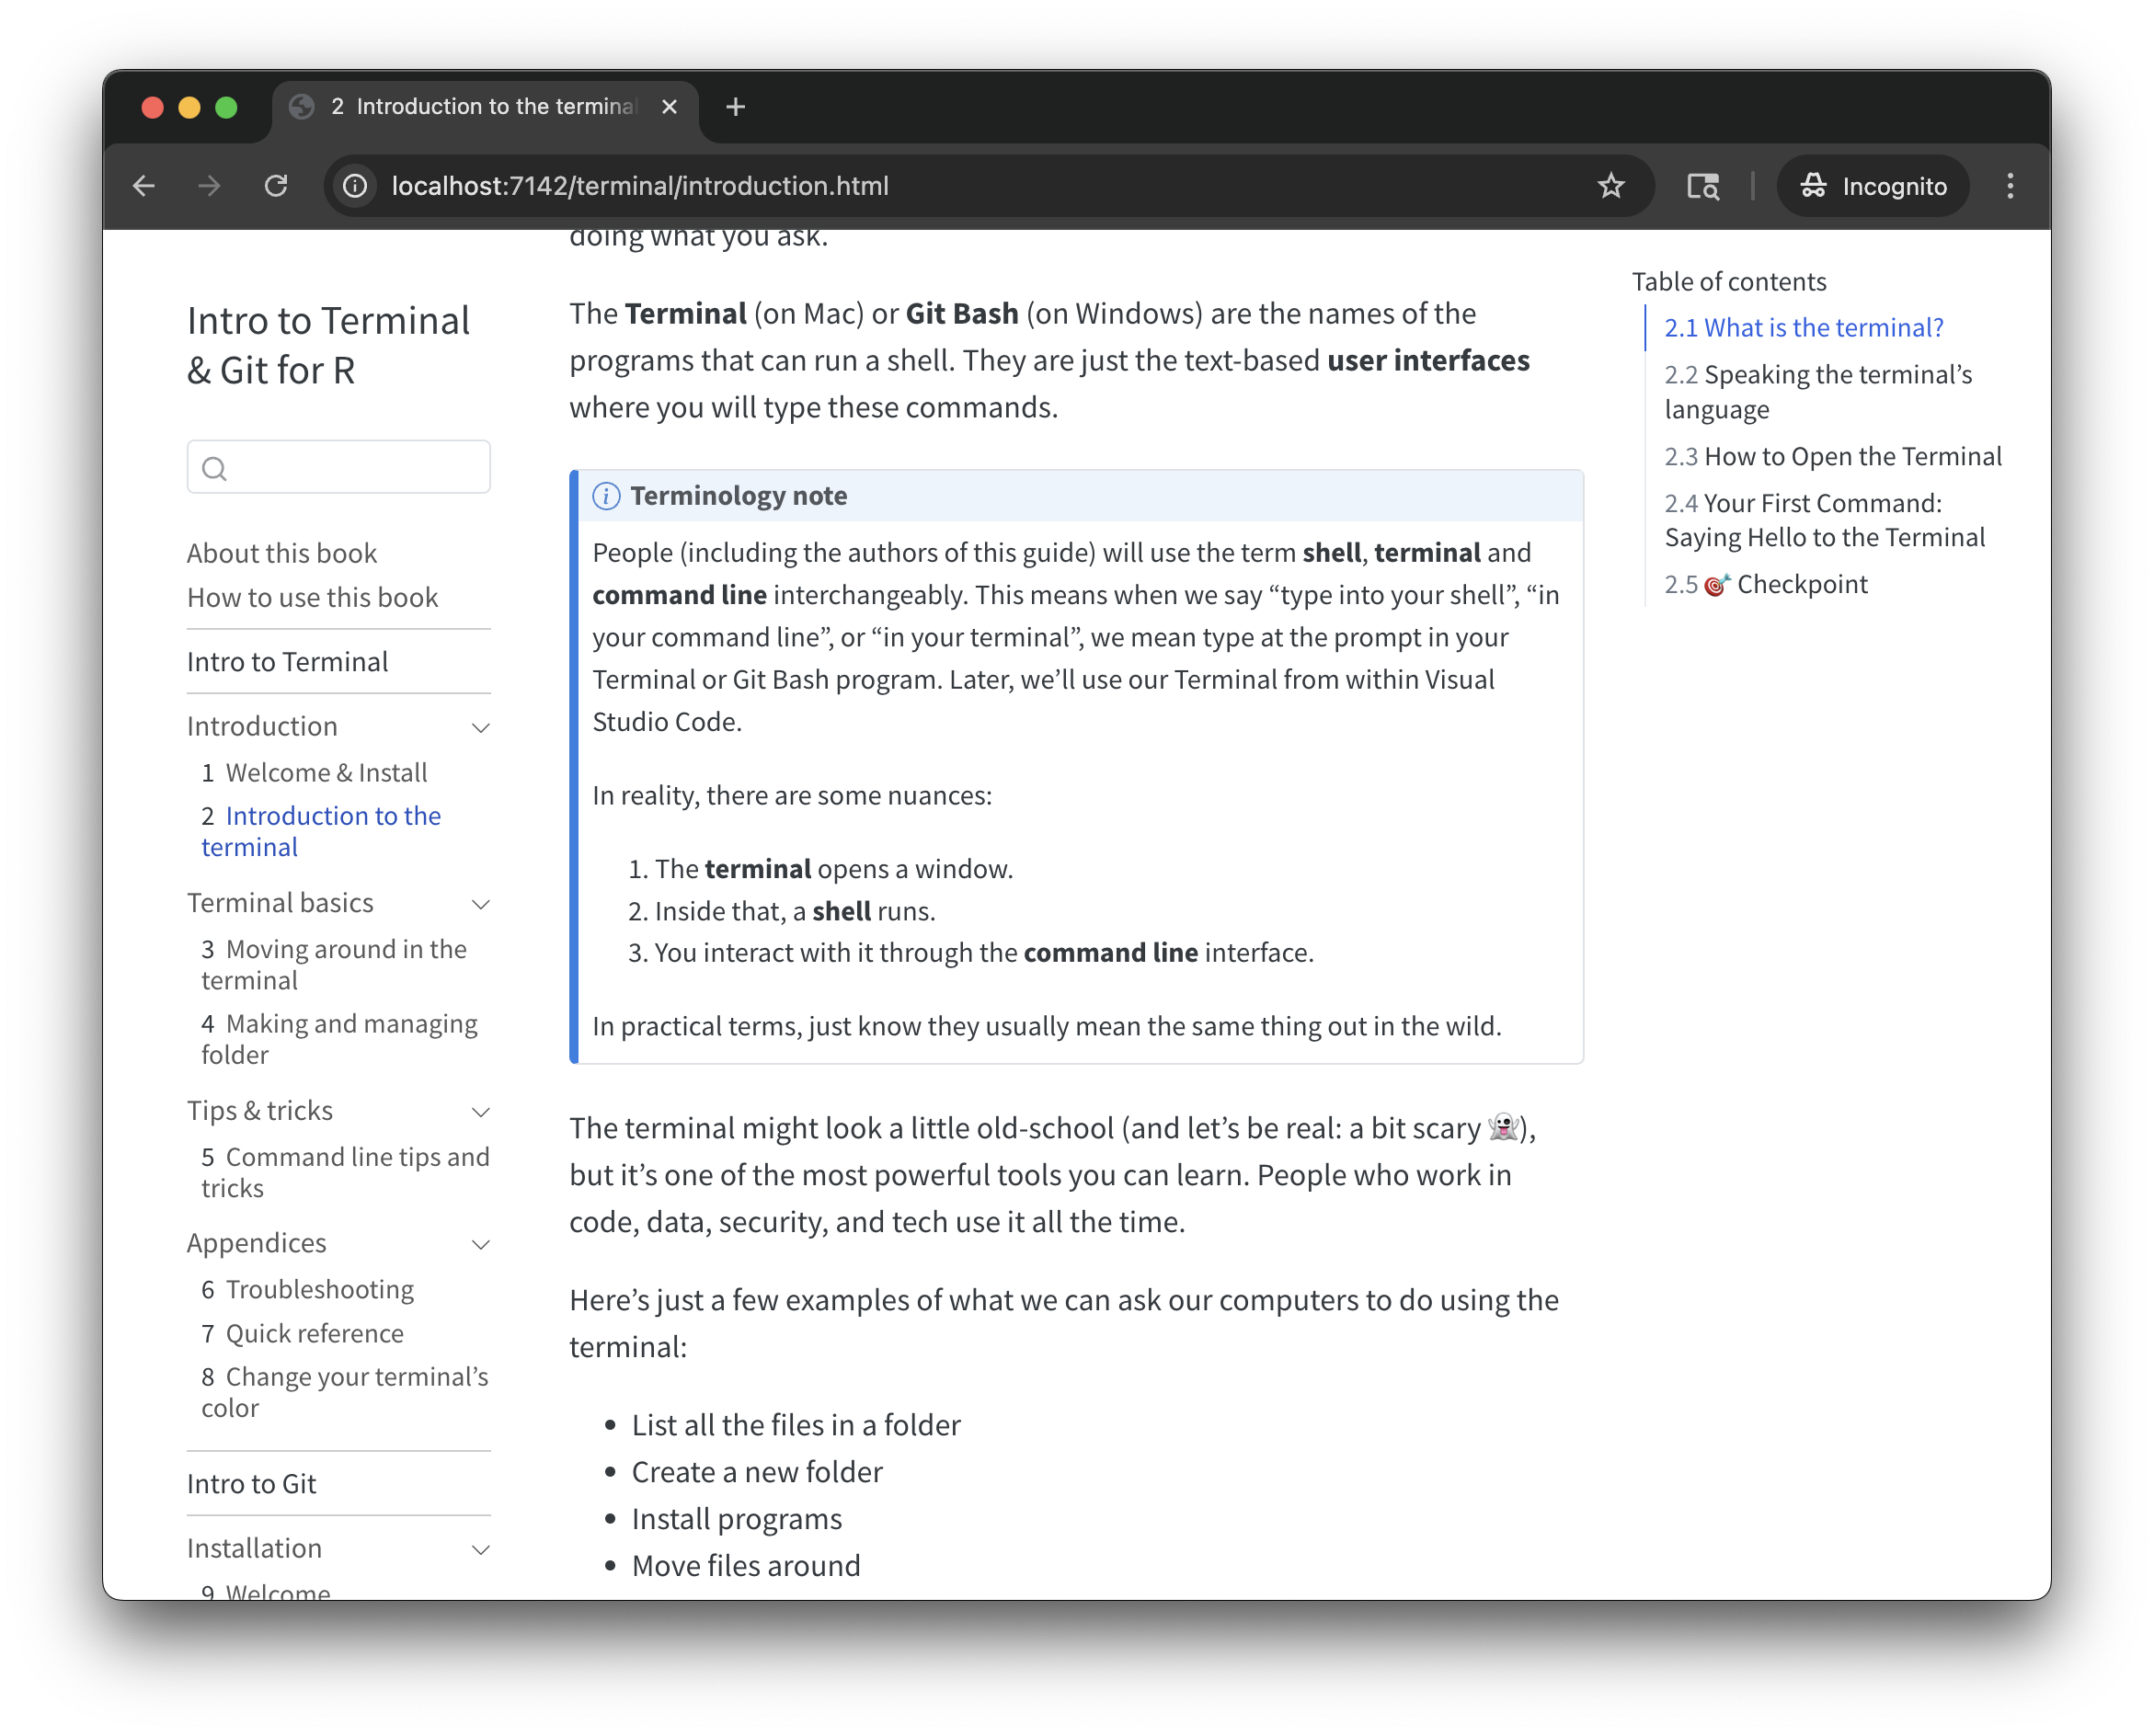 2 Introduction to the termina
localhost:7142/terminal/introduction.html
Incognito
Intro to Terminal
& Git for R
About this book
How to use this book
Intro to Terminal
Introduction
1 Welcome & Install
2 Introduction to the
terminal
Terminal basics
3 Moving around in the
terminal
4 Making and managing
folder
Tips & tricks
5 Command line tips and
tricks
Appendices
6 Troubleshooting
7 Quick reference
8 Change your terminal’s
color
Intro to Git
Installation
9 Welcome
doing what you ask.
The Terminal (on Mac) or Git Bash (on Windows) are the names of the
programs that can run a shell. They are just the text-based user interfaces
where you will type these commands.
Terminology note
People (including the authors of this guide) will use the term shell, terminal and
command line interchangeably. This means when we say “type into your shell”, “in
your command line”, or “in your terminal”, we mean type at the prompt in your
Terminal or Git Bash program. Later, we’ll use our Terminal from within Visual
Studio Code.
In reality, there are some nuances:
1. The terminal opens a window.
2. Inside that, a shell runs.
3. You interact with it through the command line interface.
In practical terms, just know they usually mean the same thing out in the wild.
The terminal might look a little old-school (and let’s be real: a bit scary 👻),
but it’s one of the most powerful tools you can learn. People who work in
code, data, security, and tech use it all the time.
Here’s just a few examples of what we can ask our computers to do using the
terminal:
• List all the files in a folder
• Create a new folder
• Install programs
• Move files around
Table of contents
2.1 What is the terminal?
2.2 Speaking the terminal’s
language
2.3 How to Open the Terminal
2.4 Your First Command:
Saying Hello to the Terminal
2.5 🎯 Checkpoint